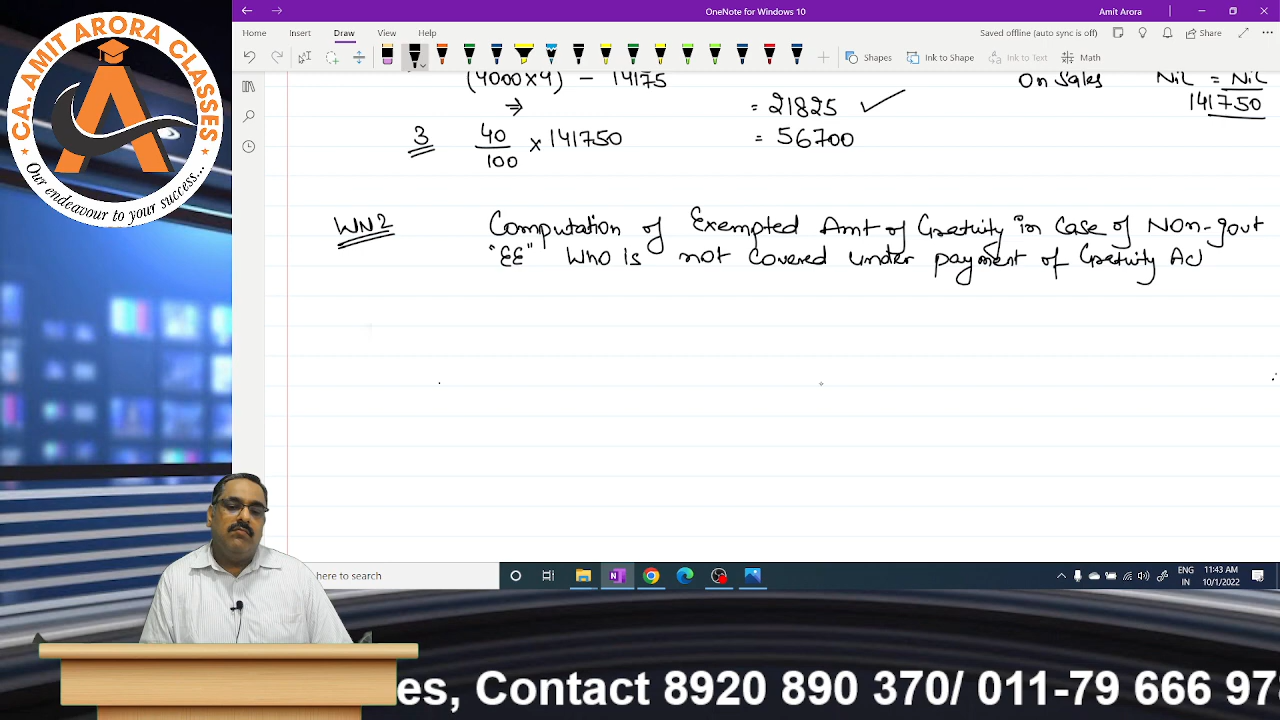 CA. AMIT ARORA CLASSES
Our endeavour to your success...
OneNote for Windows 10
Amit Arora
Home Insert Draw View Help
Saved offline (auto sync is off)
Share
Shapes
Ink to Shape
Ink to Text
Math
(4000x4) - 14175
→ = 21825 ✓
3 40/100 x 141750 = 56700
On Sales Nil = Nil
141750
WN2 Computation of Exempted Amt of Gratuity in Case of Non-govt
"EE" Who is not covered under payment of Gratuity Act
here to search
ENG
IN
11:43 AM
10/1/2022
es, Contact 8920 890 370/ 011-79 666 97